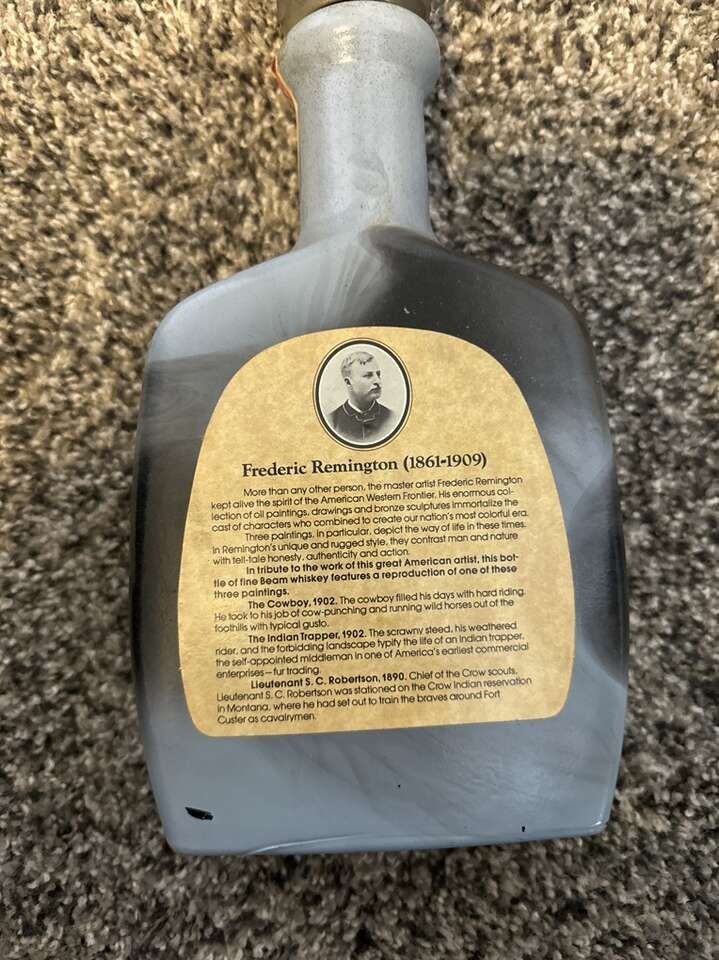 Frederic Remington (1861-1909)
More than any other person, the master artist Frederic Remington
kept alive the spirit of the American Western Frontier. His enormous col-
lection of oil paintings, drawings and bronze sculptures immortalize the
cast of characters who combined to create our nation's most colorful era.
Three paintings, in particular, depict the way of life in these times.
In Remington's unique and rugged style, they contrast man and nature
with tell-tale honesty, authenticity and action.
In tribute to the work of this great American artist, this bot-
tle of fine Beam whiskey features a reproduction of one of these
three paintings.
The Cowboy, 1902. The cowboy filled his days with hard riding.
He took to his job of cow-punching and running wild horses out of the
foothills with typical gusto.
The Indian Trapper, 1902. The scrawny steed, his weathered
rider, and the forbidding landscape typify the life of an Indian trapper,
the self-appointed middleman in one of America's earliest commercial
enterprises—fur trading.
Lieutenant S. C. Robertson, 1890. Chief of the Crow scouts,
Lieutenant S. C. Robertson was stationed on the Crow Indian reservation
in Montana, where he had set out to train the braves around Fort
Custer as cavalrymen.